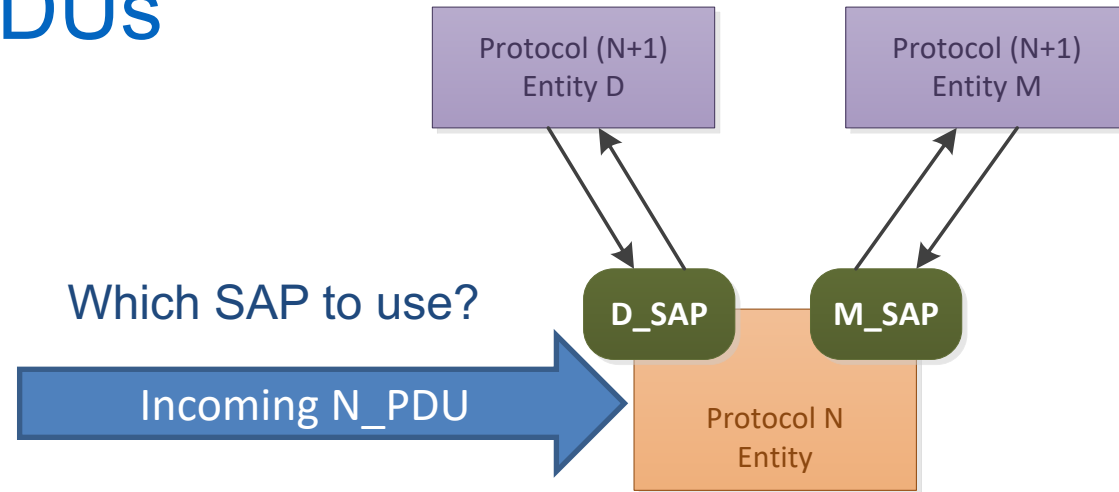 DUs
Protocol (N+1)
Entity D
Protocol (N+1)
Entity M
Which SAP to use?
D_SAP
M_SAP
Incoming N_PDU
Protocol N
Entity